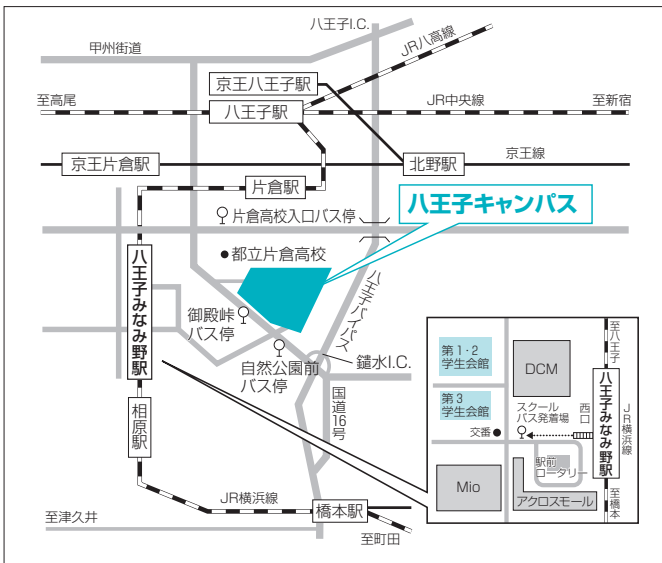 八王子I.C.
甲州街道
JR八高線
京王八王子駅
至高尾
八王子駅
JR中央線
至新宿
京王線
京王片倉駅
北野駅
片倉駅
八王子キャンパス
片倉高校入口バス停
都立片倉高校
八王子バイパス
八王子みなみ野駅
御殿峠
バス停
自然公園前
バス停
鑓水I.C.
国道16号
相原駅
JR横浜線
橋本駅
至津久井
至町田
至八王子
第1・2
学生会館
DCM
第3
学生会館
スクール
バス発着場
西口
八王子みなみ野駅
JR横浜線
交番
駅前
ロータリー
Mio
アクロスモール
至橋本